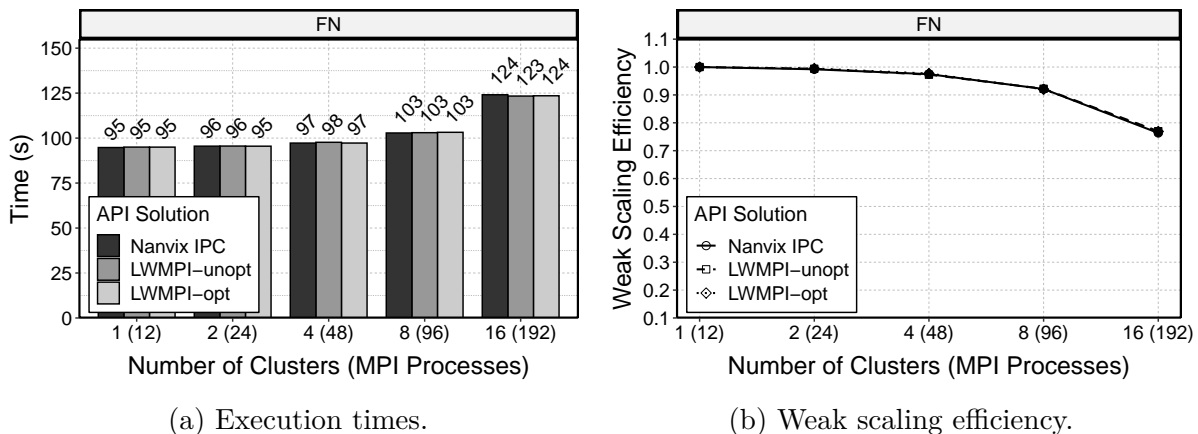 FN
150
125
100
75
50
25
0
Time (s)
95 95 95
96 96 95
97 98 97
103 103 103
124 123 124
API Solution
Nanvix IPC
LWMPI−unopt
LWMPI−opt
1 (12) 2 (24) 4 (48) 8 (96) 16 (192)
Number of Clusters (MPI Processes)
(a) Execution times.
FN
1.1
1.0
0.9
0.8
0.7
0.6
0.5
0.4
0.3
0.2
0.1
Weak Scaling Efficiency
API Solution
Nanvix IPC
LWMPI−unopt
LWMPI−opt
1 (12) 2 (24) 4 (48) 8 (96) 16 (192)
Number of Clusters (MPI Processes)
(b) Weak scaling efficiency.